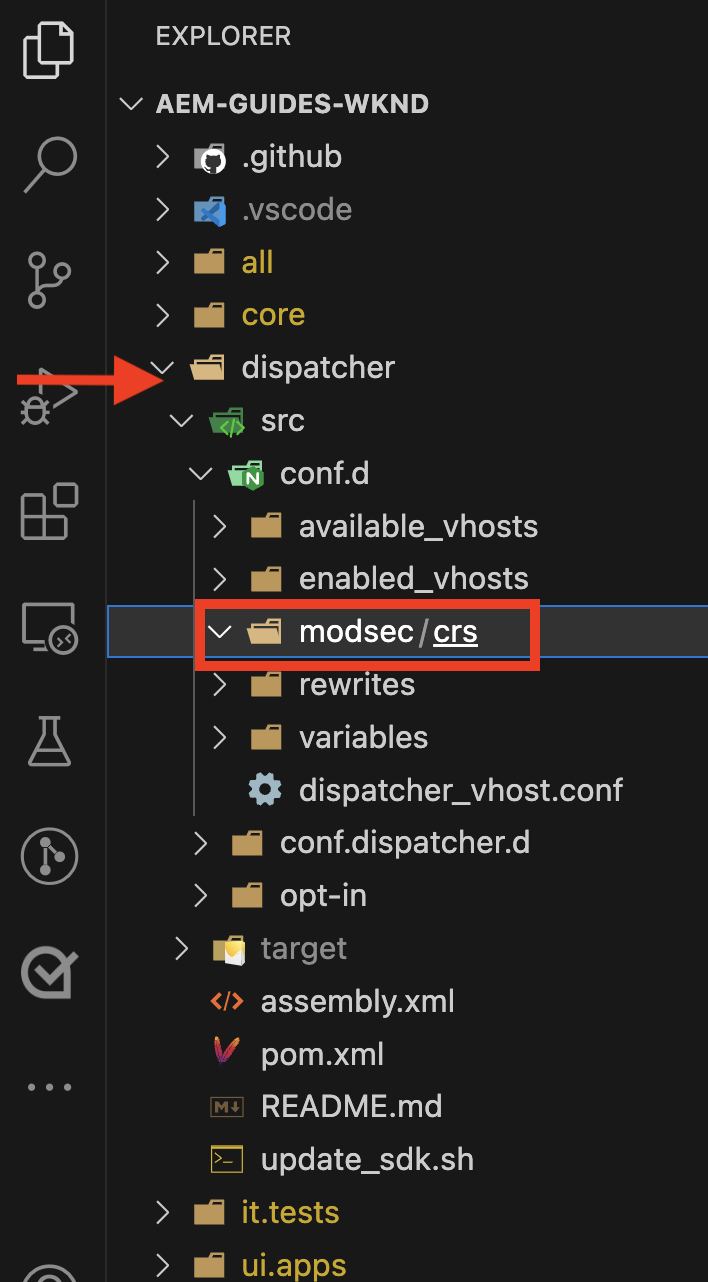 EXPLORER
AEM-GUIDES-WKND
.github
.vscode
all
core
dispatcher
src
conf.d
available_vhosts
enabled_vhosts
modsec/crs
rewrites
variables
dispatcher_vhost.conf
conf.dispatcher.d
opt-in
target
assembly.xml
pom.xml
README.md
update_sdk.sh
it.tests
ui.apps